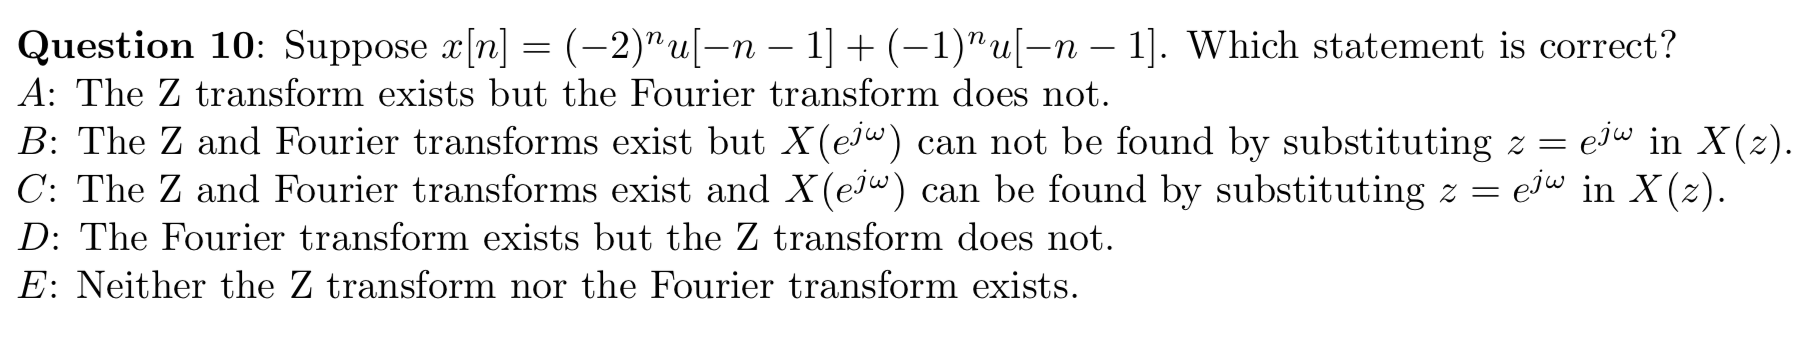 Question 10: Suppose x[n] = (−2)ⁿu[−n − 1] + (−1)ⁿu[−n − 1]. Which statement is correct?
A: The Z transform exists but the Fourier transform does not.
B: The Z and Fourier transforms exist but X(e^{jω}) can not be found by substituting z = e^{jω} in X(z).
C: The Z and Fourier transforms exist and X(e^{jω}) can be found by substituting z = e^{jω} in X(z).
D: The Fourier transform exists but the Z transform does not.
E: Neither the Z transform nor the Fourier transform exists.